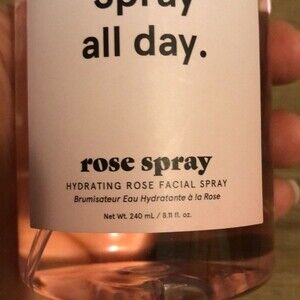 spray
all day.
rose spray
HYDRATING ROSE FACIAL SPRAY
Brumisateur Eau Hydratante à la Rose
Net Wt. 240 mL / 8.11 fl. oz.